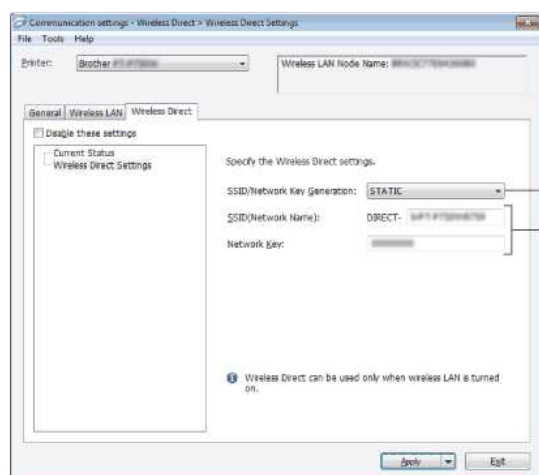 Communication settings - Wireless Direct > Wireless Direct Settings
File Tools Help
Printer: Brother
Wireless LAN Node Name:
General Wireless LAN Wireless Direct
Disable these settings
Current Status
Wireless Direct Settings
Specify the Wireless Direct settings.
SSID/Network Key Generation: STATIC
SSID(Network Name): DIRECT-
Network Key:
Wireless Direct can be used only when wireless LAN is turned
on.
Apply Exit